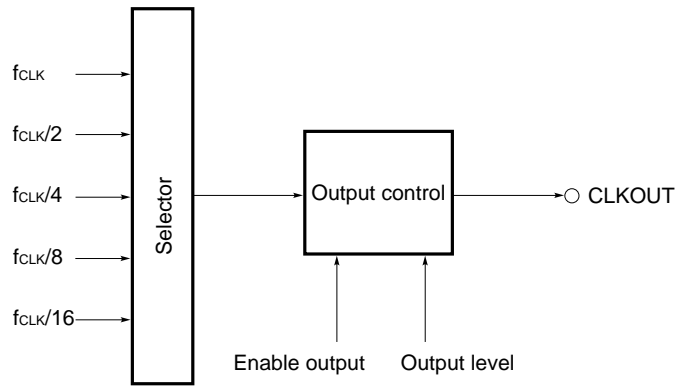 fCLK
fCLK/2
fCLK/4
fCLK/8
fCLK/16
Selector
Output control
CLKOUT
Enable output
Output level